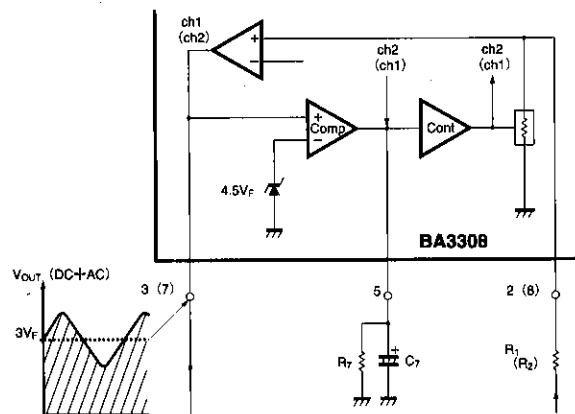 ch1
(ch2)
+
−
ch2
(ch1)
ch2
(ch1)
+
−
Comp
Cont
4.5VF
BA3308
VOUT (DC+AC)
3VF
3 (7)
5
2 (8)
R7
+
C7
R1
(R2)